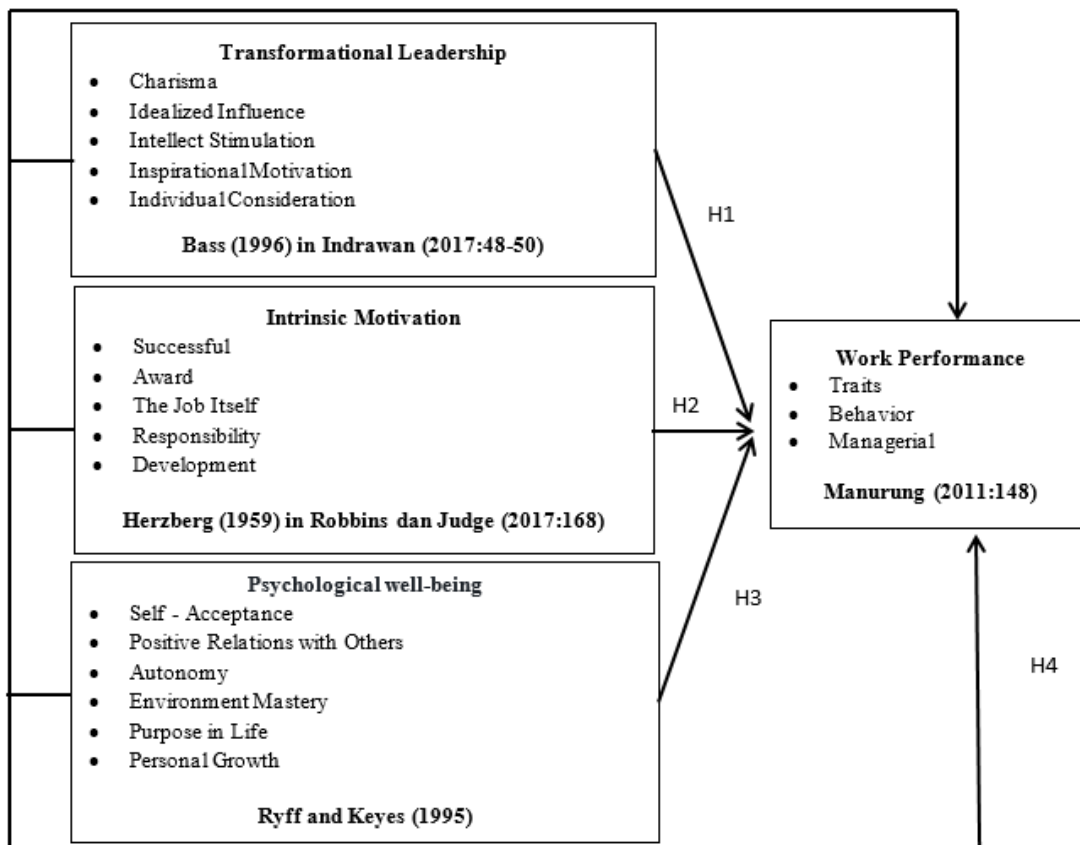 Transformational Leadership
• Charisma
• Idealized Influence
• Intellect Stimulation
• Inspirational Motivation
• Individual Consideration
Bass (1996) in Indrawan (2017:48-50)
H1
Intrinsic Motivation
• Successful
• Award
• The Job Itself
• Responsibility
• Development
Herzberg (1959) in Robbins dan Judge (2017:168)
H2
Work Performance
• Traits
• Behavior
• Managerial
Manurung (2011:148)
Psychological well-being
• Self - Acceptance
• Positive Relations with Others
• Autonomy
• Environment Mastery
• Purpose in Life
• Personal Growth
Ryff and Keyes (1995)
H3
H4